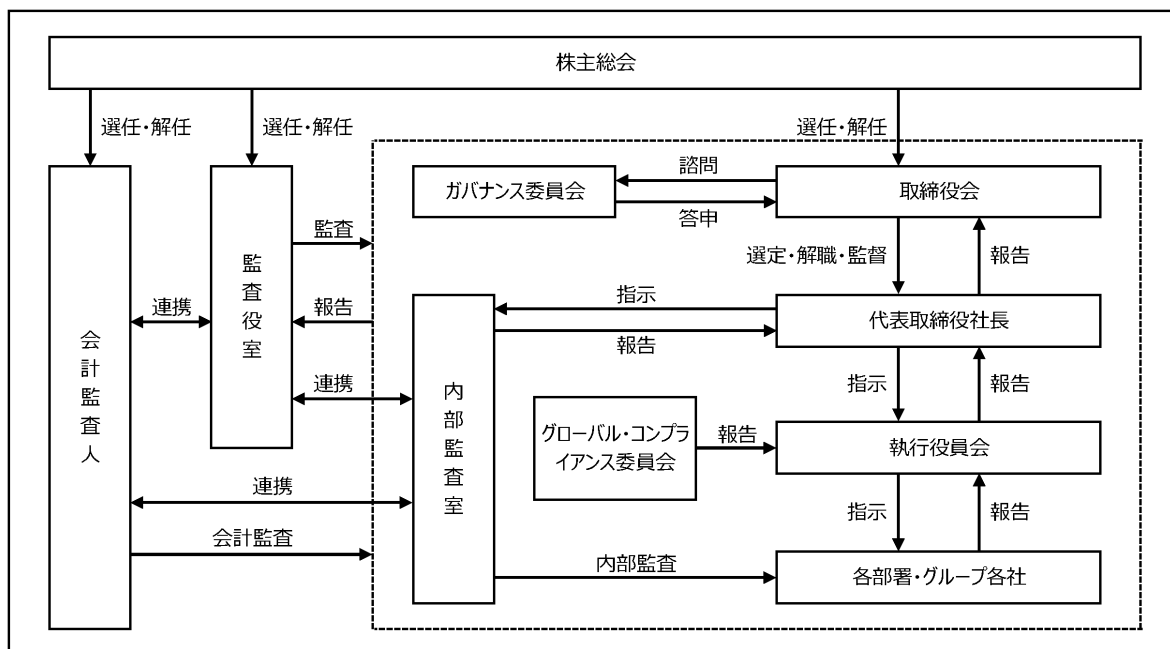 株主総会
選任・解任
選任・解任
選任・解任
ガバナンス委員会
諮問
答申
取締役会
監査
監査役室
選定・解職・監督
報告
連携
報告
指示
報告
代表取締役社長
会計監査人
連携
内部監査室
指示
報告
グローバル・コンプラ
イアンス委員会
報告
執行役員会
連携
指示
報告
会計監査
内部監査
各部署・グループ各社